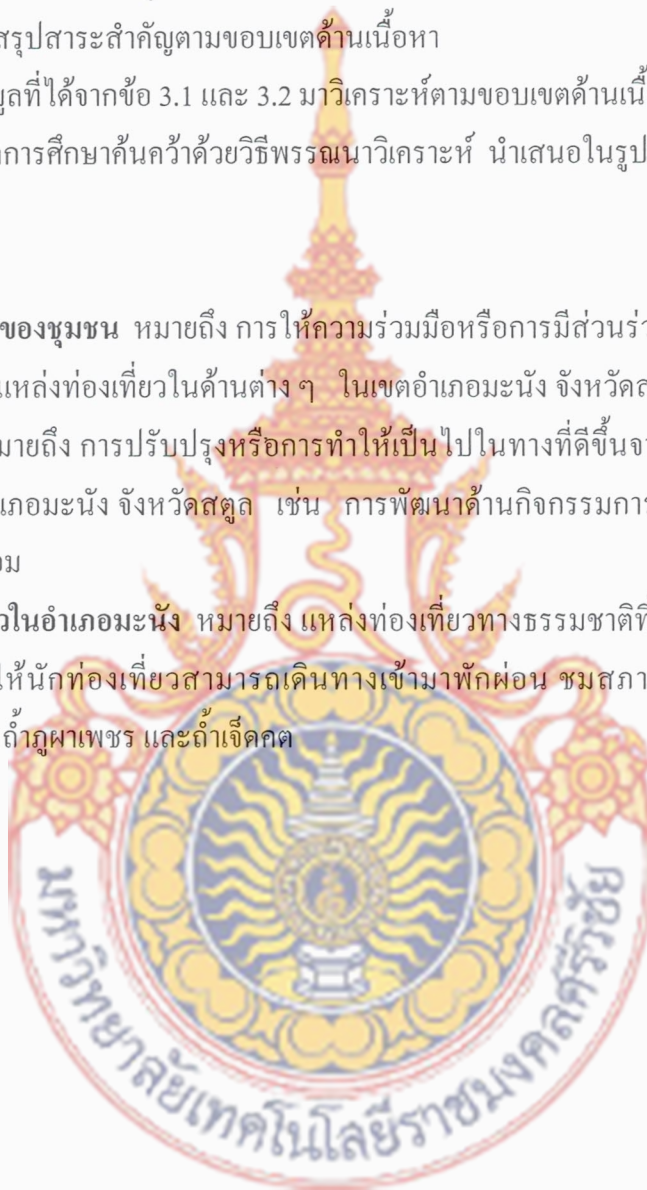 สรุปสาระสำคัญตามขอบเขตด้านเนื้อหา
มูลที่ได้จากข้อ 3.1 และ 3.2 มาวิเคราะห์ตามขอบเขตด้านเนื้
การศึกษาค้นคว้าด้วยวิธีพรรณนาวิเคราะห์ นำเสนอในรูป
ของชุมชน หมายถึง การให้ความร่วมมือหรือการมีส่วนร่ว
แหล่งท่องเที่ยวในด้านต่าง ๆ ในเขตอำเภอมะนัง จังหวัดส
มายถึง การปรับปรุงหรือการทำให้เป็นไปในทางที่ดีขึ้นจา
เภอมะนัง จังหวัดสตูล เช่น การพัฒนาด้านกิจกรรมการ
อม
วในอำเภอมะนัง หมายถึง แหล่งท่องเที่ยวทางธรรมชาติที่
ให้นักท่องเที่ยวสามารถเดินทางเข้ามาพักผ่อน ชมสภา
ถ้ำภูผาเพชร และถ้ำเจ็ดคต
มหาวิทยาลัยเทคโนโลยีราชมงคลศรีวิชัย